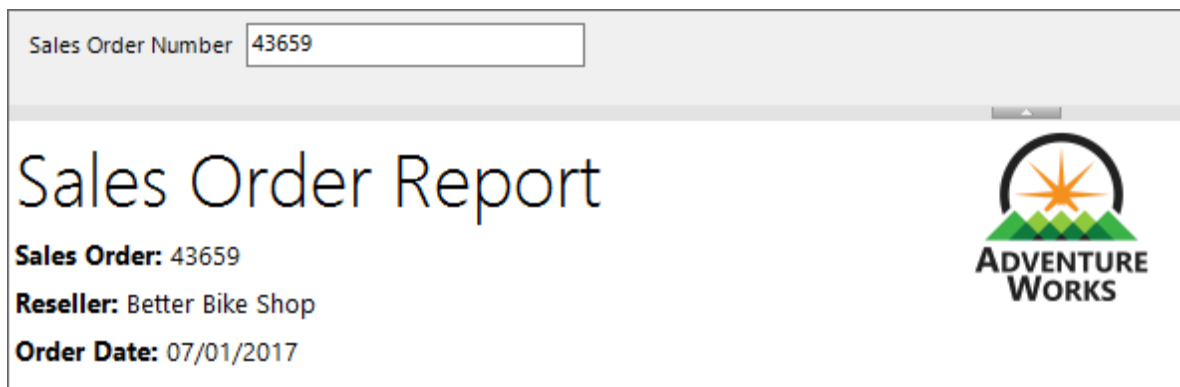 Sales Order Number 43659
Sales Order Report
Sales Order: 43659
Reseller: Better Bike Shop
Order Date: 07/01/2017
ADVENTURE
WORKS